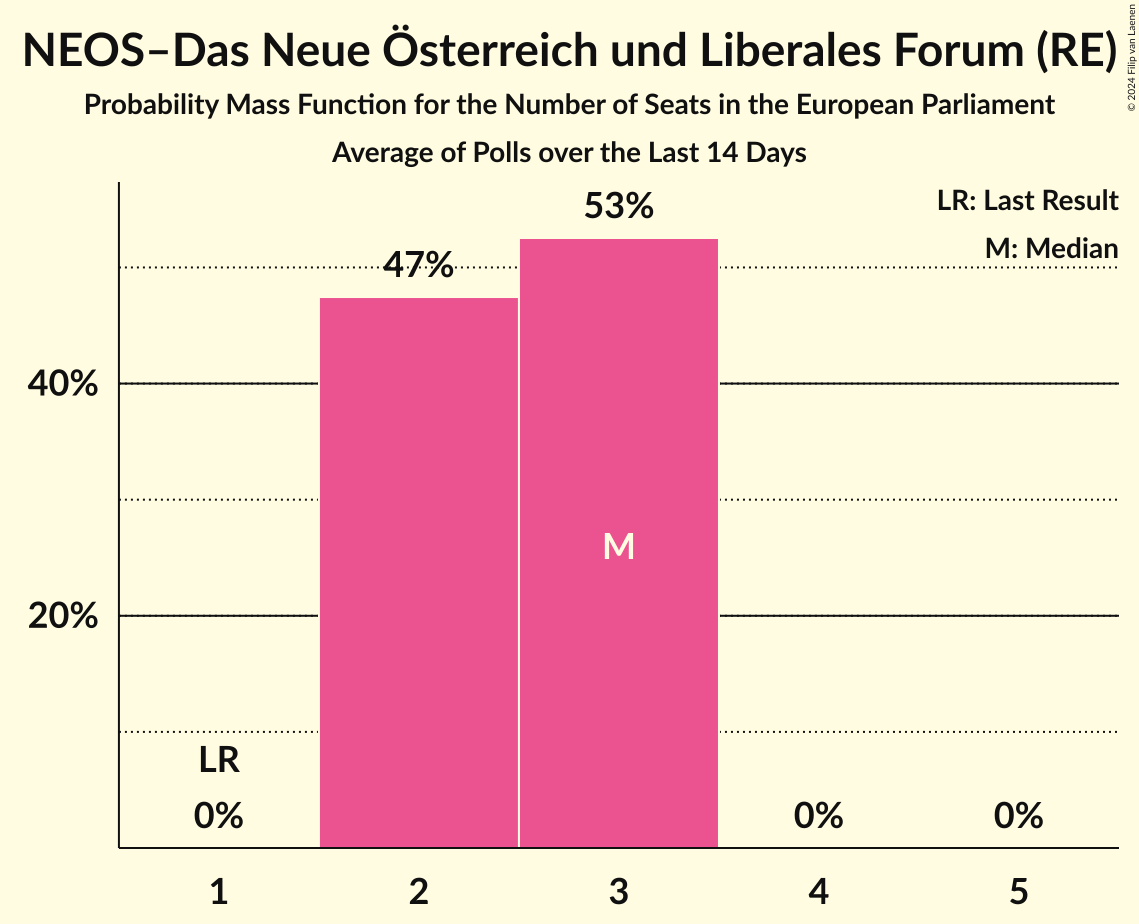 NEOS–Das Neue Österreich und Liberales Forum (RE)
Probability Mass Function for the Number of Seats in the European Parliament
Average of Polls over the Last 14 Days
© 2024 Filip van Laenen
LR: Last Result
M: Median
53%
47%
40%
20%
M
LR
0%
0%
0%
1
2
3
4
5